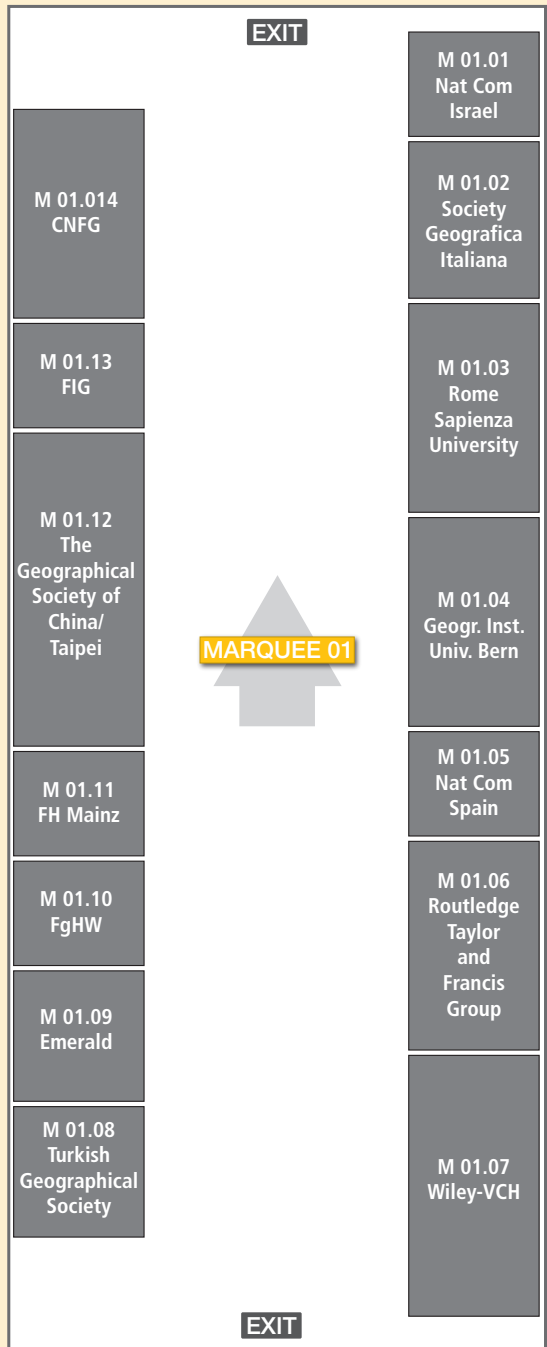 EXIT
M 01.01
Nat Com
Israel
M 01.014
CNFG
M 01.02
Society
Geografica
Italiana
M 01.13
FIG
M 01.03
Rome
Sapienza
University
M 01.12
The
Geographical
Society of
China/
Taipei
M 01.04
Geogr. Inst.
Univ. Bern
MARQUEE 01
M 01.05
Nat Com
Spain
M 01.11
FH Mainz
M 01.06
Routledge
Taylor
and
Francis
Group
M 01.10
FgHW
M 01.09
Emerald
M 01.08
Turkish
Geographical
Society
M 01.07
Wiley-VCH
EXIT